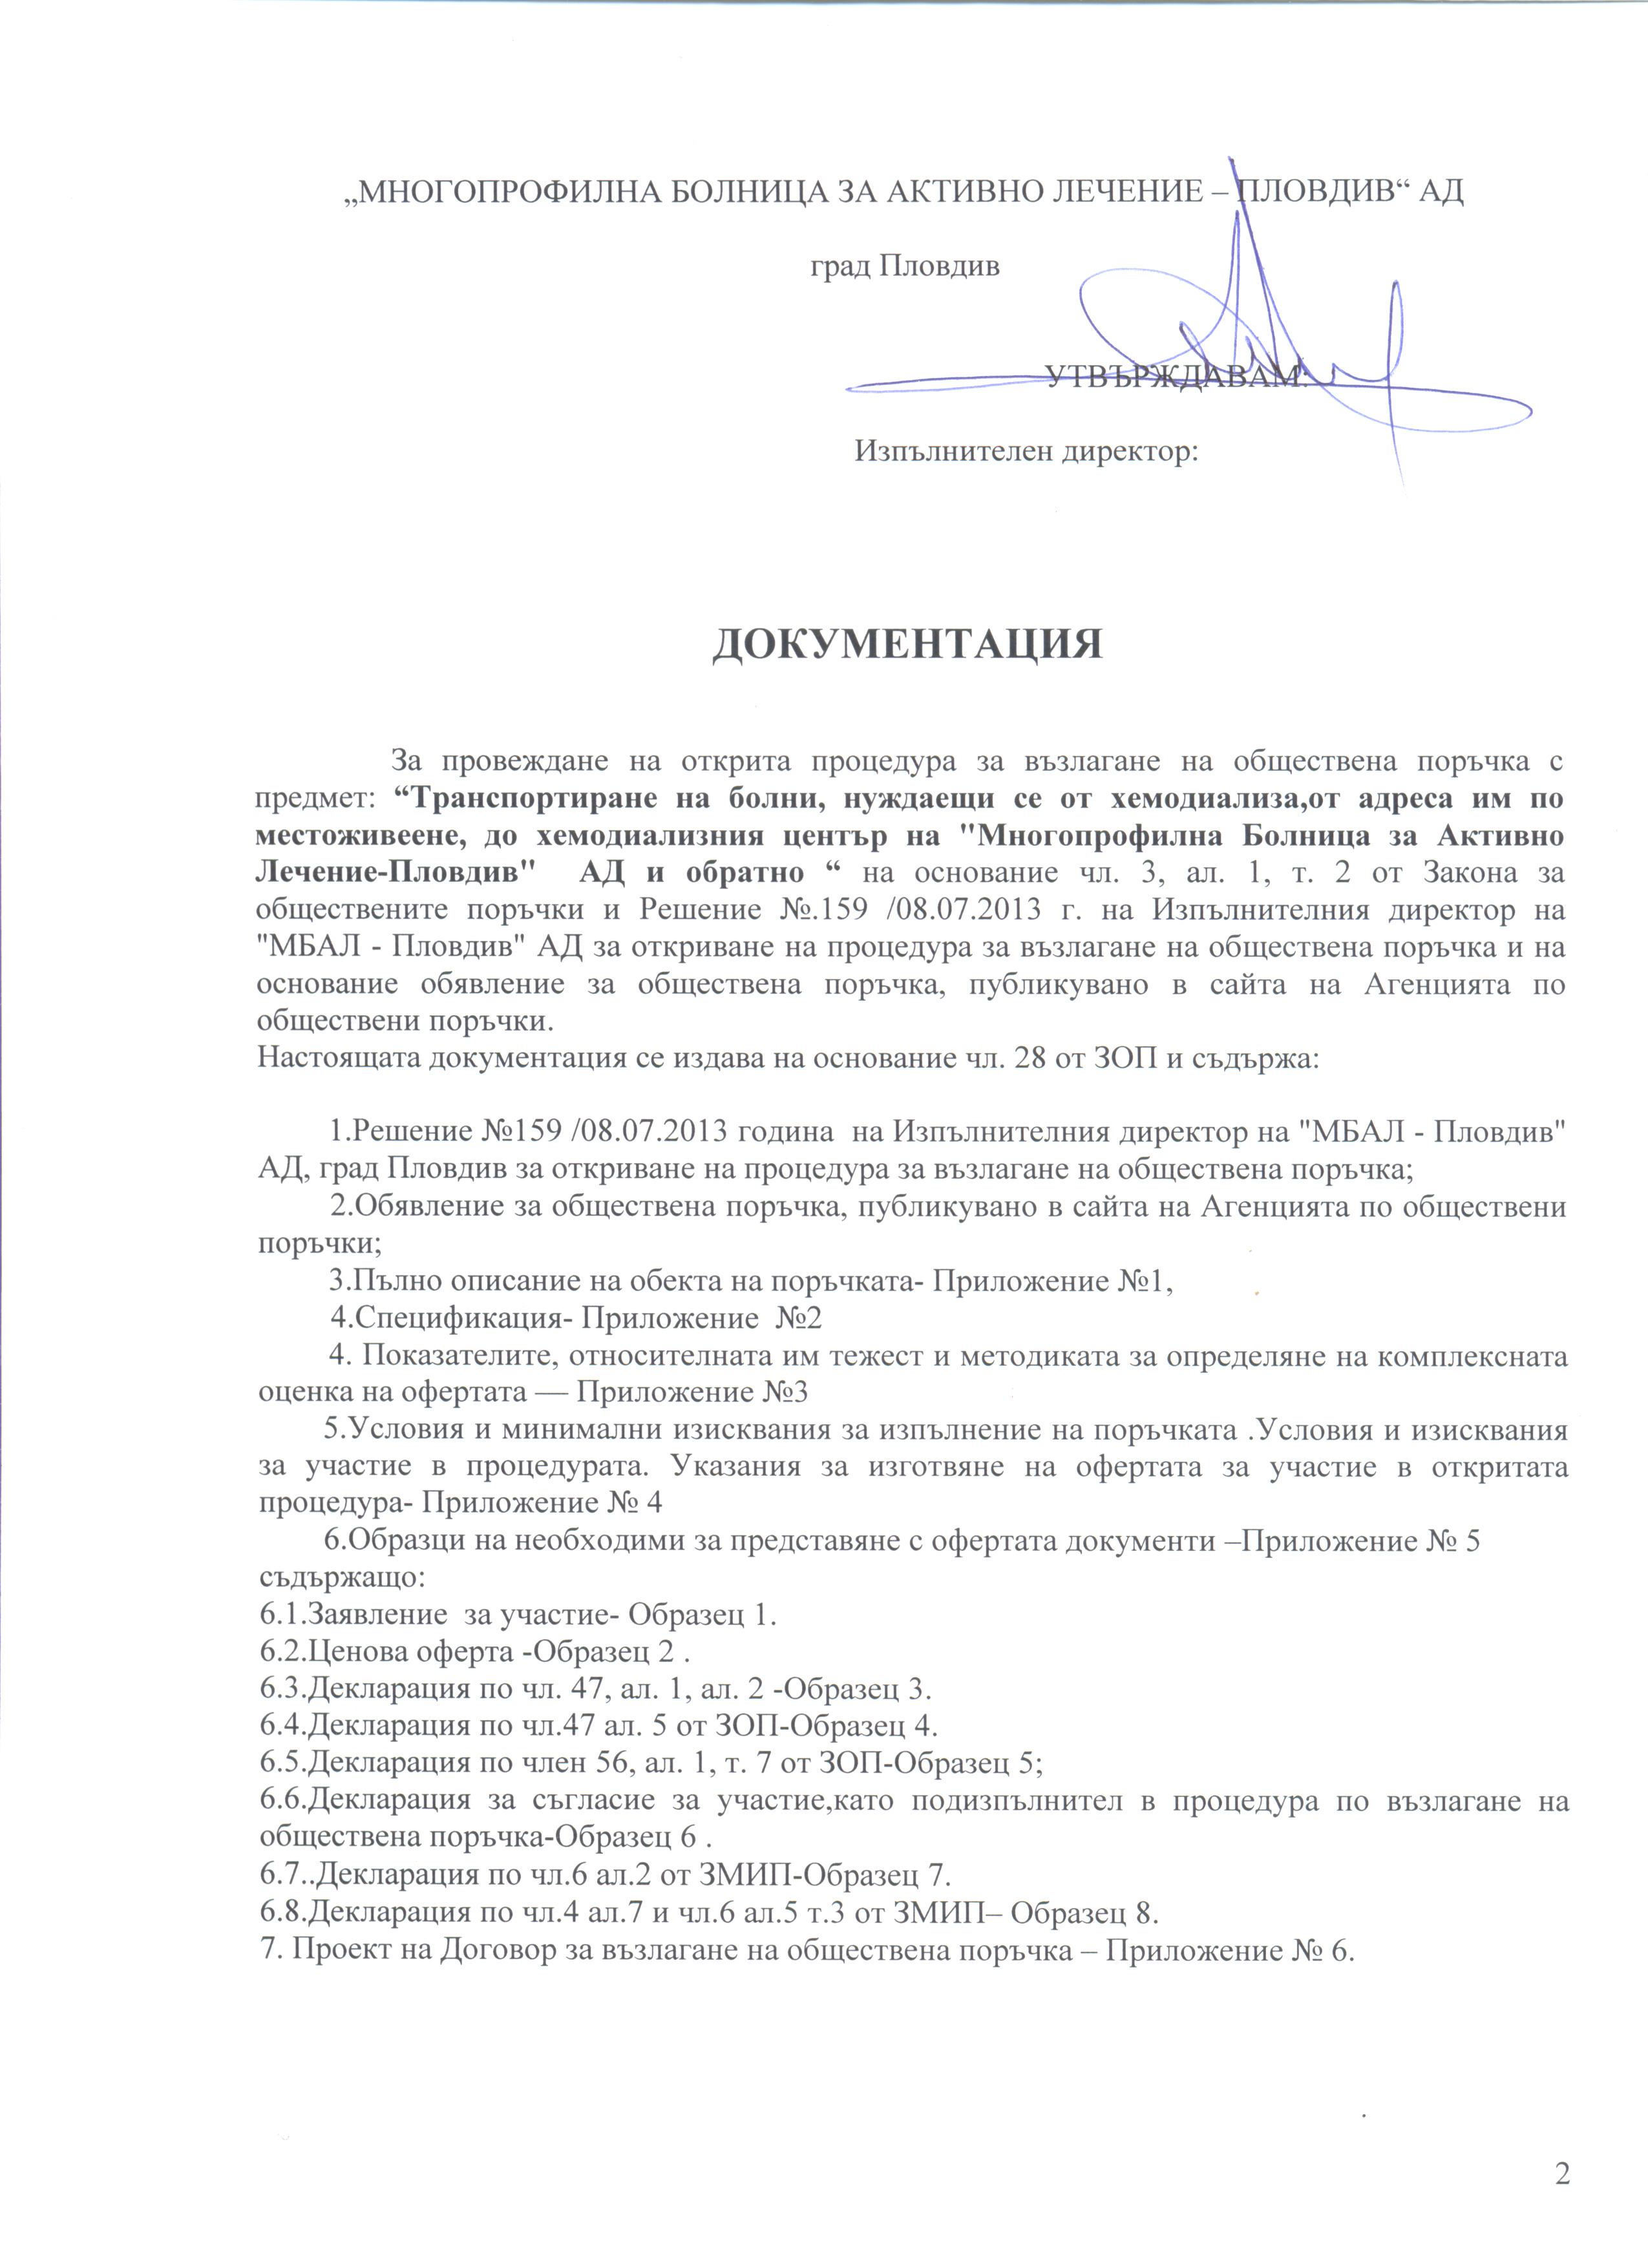 „МНОГОПРОФИЛНА БОЛНИЦА ЗА АКТИВНО ЛЕЧЕНИЕ – ПЛОВДИВ“ АД
град Пловдив
УТВЪРЖДАВАМ:
Изпълнителен директор:
ДОКУМЕНТАЦИЯ
За провеждане на открита процедура за възлагане на обществена поръчка с
предмет: “Транспортиране на болни, нуждаещи се от хемодиализа,от адреса им по
местоживеене, до хемодиализния център на "Многопрофилна Болница за Активно
Лечение-Пловдив" АД и обратно “ на основание чл. 3, ал. 1, т. 2 от Закона за
обществените поръчки и Решение №.159 /08.07.2013 г. на Изпълнителния директор на
"МБАЛ - Пловдив" АД за откриване на процедура за възлагане на обществена поръчка и на
основание обявление за обществена поръчка, публикувано в сайта на Агенцията по
обществени поръчки.
Настоящата документация се издава на основание чл. 28 от ЗОП и съдържа:
1.Решение №159 /08.07.2013 година на Изпълнителния директор на "МБАЛ - Пловдив"
АД, град Пловдив за откриване на процедура за възлагане на обществена поръчка;
2.Обявление за обществена поръчка, публикувано в сайта на Агенцията по обществени
поръчки;
3.Пълно описание на обекта на поръчката- Приложение №1,
4.Спецификация- Приложение №2
4. Показателите, относителната им тежест и методиката за определяне на комплексната
оценка на офертата — Приложение №3
5.Условия и минимални изисквания за изпълнение на поръчката .Условия и изисквания
за участие в процедурата. Указания за изготвяне на офертата за участие в откритата
процедура- Приложение № 4
6.Образци на необходими за представяне с офертата документи –Приложение № 5
съдържащо:
6.1.Заявление за участие- Образец 1.
6.2.Ценова оферта -Образец 2 .
6.3.Декларация по чл. 47, ал. 1, ал. 2 -Образец 3.
6.4.Декларация по чл.47 ал. 5 от ЗОП-Образец 4.
6.5.Декларация по член 56, ал. 1, т. 7 от ЗОП-Образец 5;
6.6.Декларация за съгласие за участие,като подизпълнител в процедура по възлагане на
обществена поръчка-Образец 6 .
6.7..Декларация по чл.6 ал.2 от ЗМИП-Образец 7.
6.8.Декларация по чл.4 ал.7 и чл.6 ал.5 т.3 от ЗМИП– Образец 8.
7. Проект на Договор за възлагане на обществена поръчка – Приложение № 6.
2